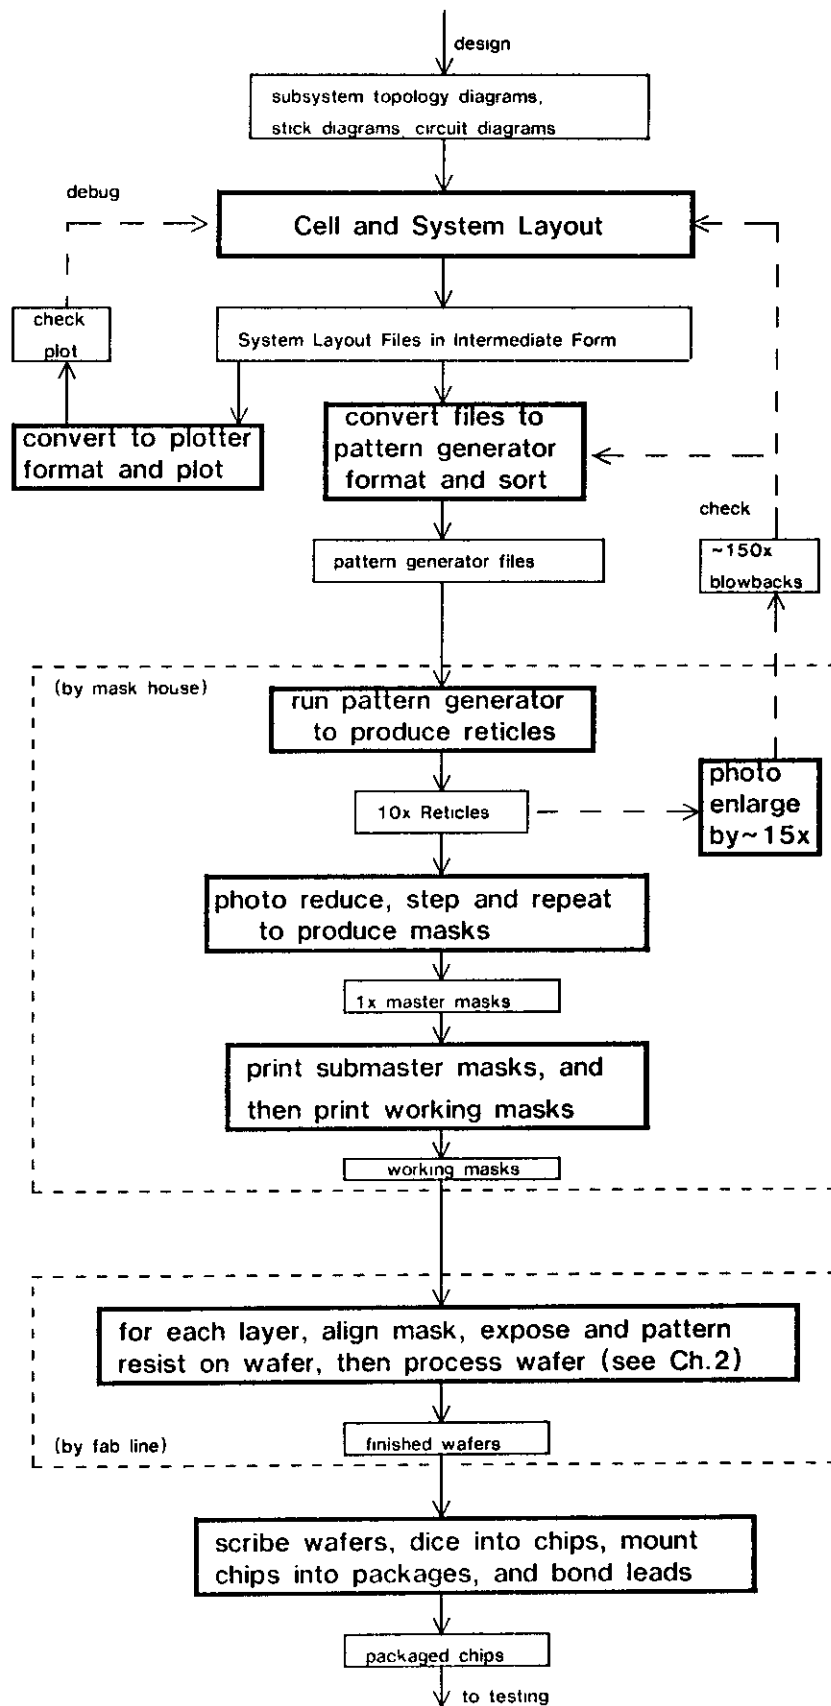 design
subsystem topology diagrams,
stick diagrams, circuit diagrams
debug
Cell and System Layout
check
plot
System Layout Files in Intermediate Form
convert to plotter
format and plot
convert files to
pattern generator
format and sort
check
~150x
blowbacks
pattern generator files
(by mask house)
run pattern generator
to produce reticles
photo
enlarge
by~15x
10x Reticles
photo reduce, step and repeat
to produce masks
1x master masks
print submaster masks, and
then print working masks
working masks
for each layer, align mask, expose and pattern
resist on wafer, then process wafer (see Ch.2)
(by fab line)
finished wafers
scribe wafers, dice into chips, mount
chips into packages, and bond leads
packaged chips
to testing